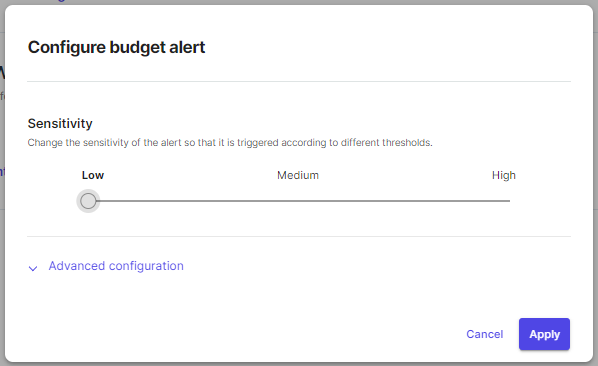 Configure budget alert
Sensitivity
Change the sensitivity of the alert so that it is triggered according to different thresholds.
Low Medium High
Advanced configuration
Cancel Apply